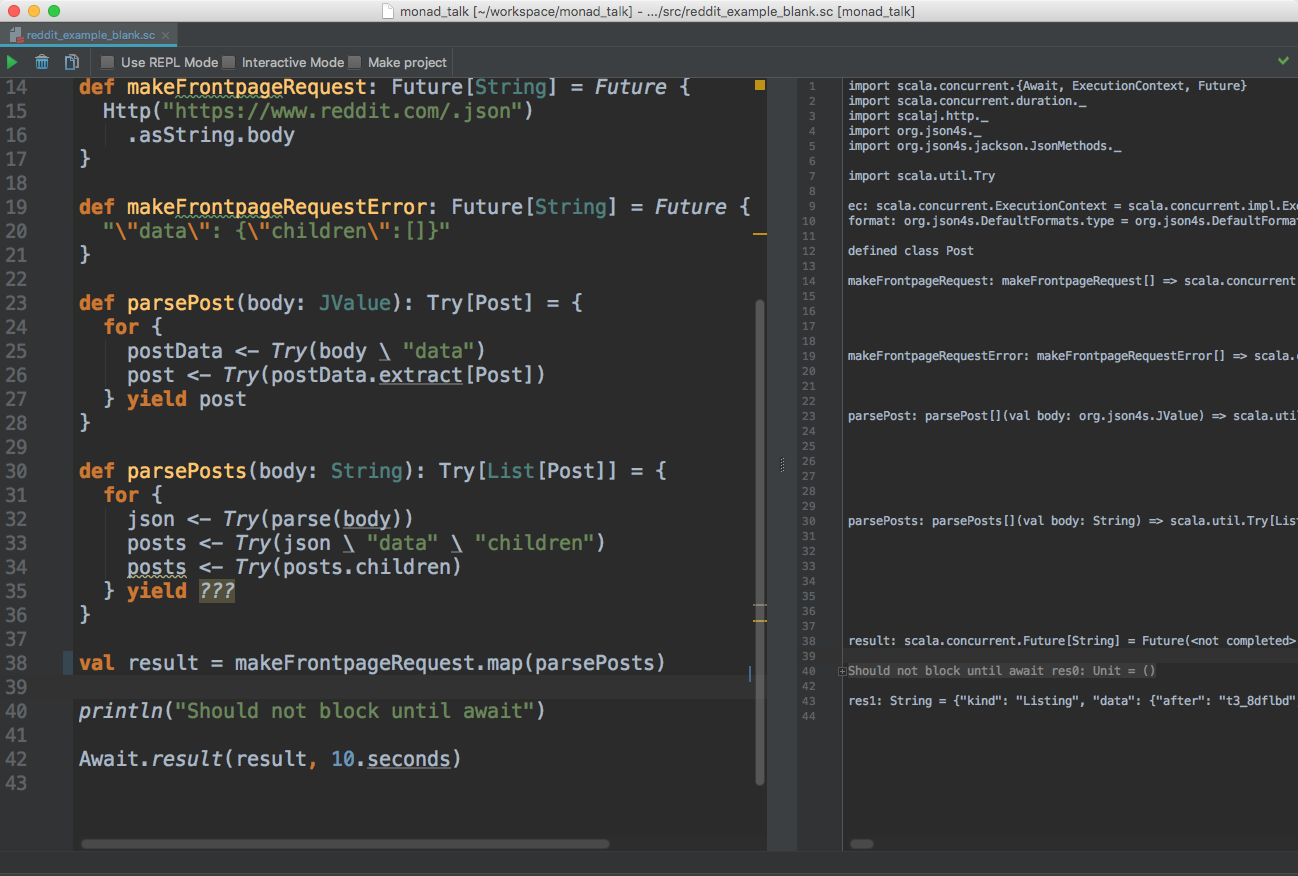 monad_talk [~/workspace/monad_talk] - .../src/reddit_example_blank.sc [monad_talk]
reddit_example_blank.sc
Use REPL Mode Interactive Mode Make project
14 def makeFrontpageRequest: Future[String] = Future {
15 Http("https://www.reddit.com/.json")
16 .asString.body
17 }
18
19 def makeFrontpageRequestError: Future[String] = Future {
20 "\"data\": {\"children\":[]}"
21 }
22
23 def parsePost(body: JValue): Try[Post] = {
24 for {
25 postData <- Try(body \ "data")
26 post <- Try(postData.extract[Post])
27 } yield post
28 }
29
30 def parsePosts(body: String): Try[List[Post]] = {
31 for {
32 json <- Try(parse(body))
33 posts <- Try(json \ "data" \ "children")
34 posts <- Try(posts.children)
35 } yield ???
36 }
37
38 val result = makeFrontpageRequest.map(parsePosts)
39
40 println("Should not block until await")
41
42 Await.result(result, 10.seconds)
43
1 import scala.concurrent.{Await, ExecutionContext, Future}
2 import scala.concurrent.duration._
3 import scalaj.http._
4 import org.json4s._
5 import org.json4s.jackson.JsonMethods._
6
7 import scala.util.Try
8
9 ec: scala.concurrent.ExecutionContext = scala.concurrent.impl.Exe
10 format: org.json4s.DefaultFormats.type = org.json4s.DefaultFormat
11
12 defined class Post
13
14 makeFrontpageRequest: makeFrontpageRequest[] => scala.concurrent
15
16
17
18
19 makeFrontpageRequestError: makeFrontpageRequestError[] => scala.
20
21
22
23 parsePost: parsePost[](val body: org.json4s.JValue) => scala.util
24
25
26
27
28
29
30 parsePosts: parsePosts[](val body: String) => scala.util.Try[List
31
32
33
34
35
36
37
38 result: scala.concurrent.Future[String] = Future(<not completed>
39
40 Should not block until await res0: Unit = ()
42
43 res1: String = {"kind": "Listing", "data": {"after": "t3_8dflbd"
44